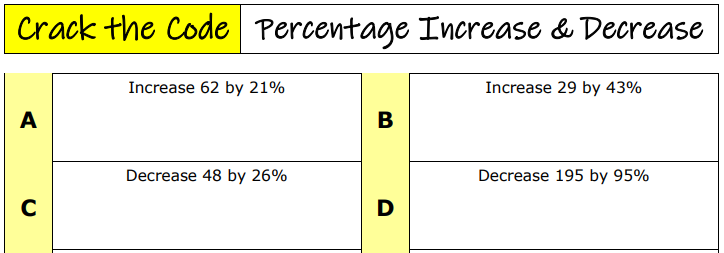 Crack the Code Percentage Increase & Decrease
A Increase 62 by 21% B Increase 29 by 43%
C Decrease 48 by 26% D Decrease 195 by 95%